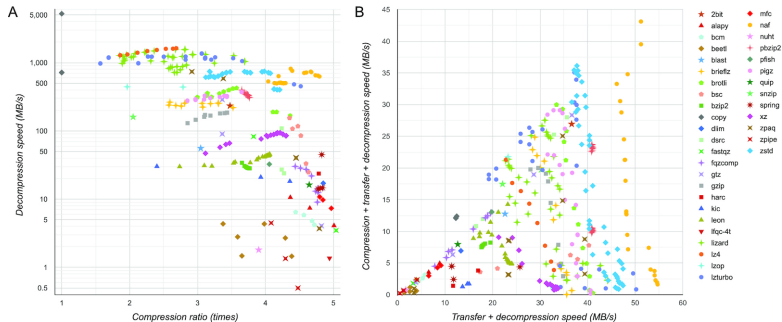 A
B
5,000
1,000
500
100
50
10
5
1
0.5
1
2
3
4
5
Decompression speed (MB/s)
Compression ratio (times)
45
40
35
30
25
20
15
10
5
0
0
10
20
30
40
50
60
Compression + transfer + decompression speed (MB/s)
Transfer + decompression speed (MB/s)
2bit
alapy
bcm
beetl
blast
brieflz
brotli
bsc
bzip2
copy
dlim
dsrc
fastqz
fqzcomp
gtz
gzip
harc
kic
leon
lfqc-4t
lizard
lz4
lzop
lzturbo
mfc
naf
nuht
pbzip2
pfish
pigz
quip
snzip
spring
xz
zpaq
zpipe
zstd